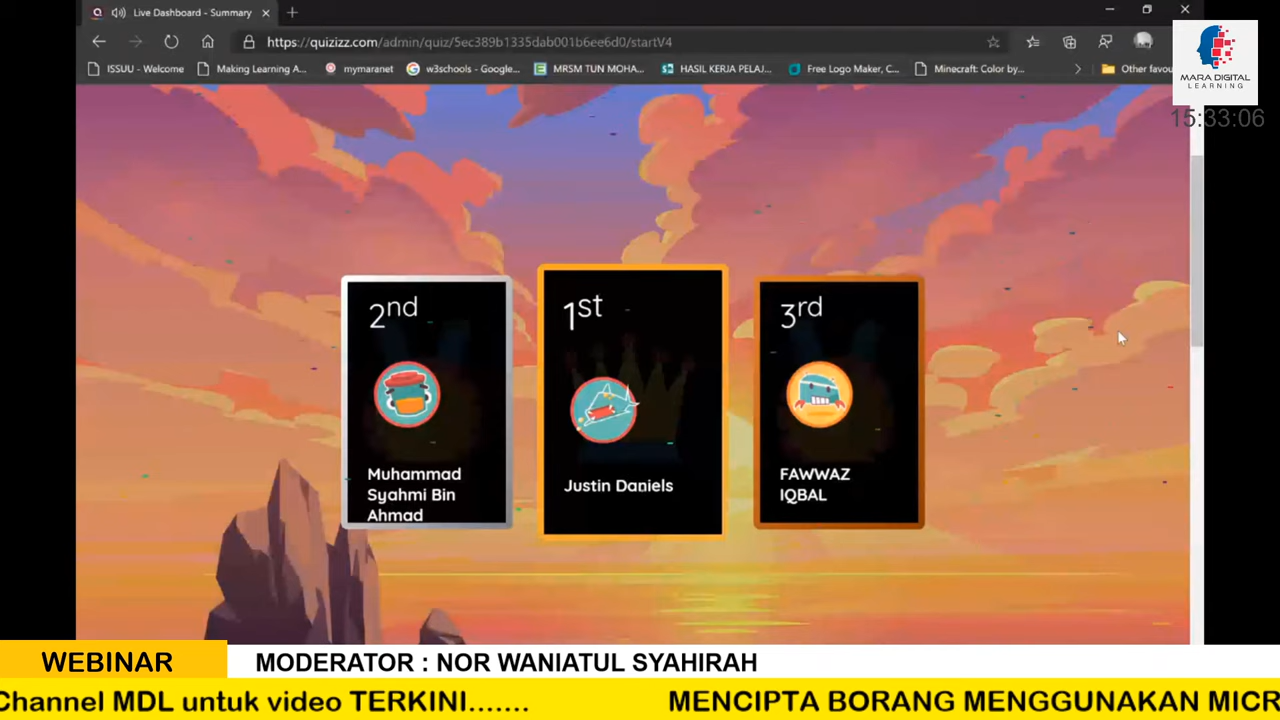 Live Dashboard - Summary
https://quizizz.com/admin/quiz/5ec389b1335dab001b6ee6d0/startV4
ISSUU - Welcome
Making Learning A...
mymaranet
w3schools - Google...
MRSM TUN MOHA...
HASIL KERJA PELAJ...
Free Logo Maker, C...
Minecraft: Color by...
Other favou
MARA DIGITAL
LEARNING
15:33:06
2nd
Muhammad
Syahmi Bin
Ahmad
1st
Justin Daniels
3rd
FAWWAZ
IQBAL
WEBINAR
MODERATOR : NOR WANIATUL SYAHIRAH
Channel MDL untuk video TERKINI.......
MENCIPTA BORANG MENGGUNAKAN MICR